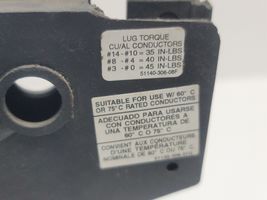 LUG TORQUE
CU/AL CONDUCTORS
#14 - #10 = 35 IN-LBS
#8 - #4 = 40 IN-LBS
#3 - #0 = 45 IN-LBS
51140-306-08F
SUITABLE FOR USE W/ 60° C
OR 75°C RATED CONDUCTORS
ADECUADO PARA USARSE
CON CONDUCTORES A
UNA TEMPERATURA DE
60° C O 75° C
CONVIENT AUX CONDUCTEURS
D'UNE TEMPÉRATURE
NOMINALE DE 60° C OU 75° C